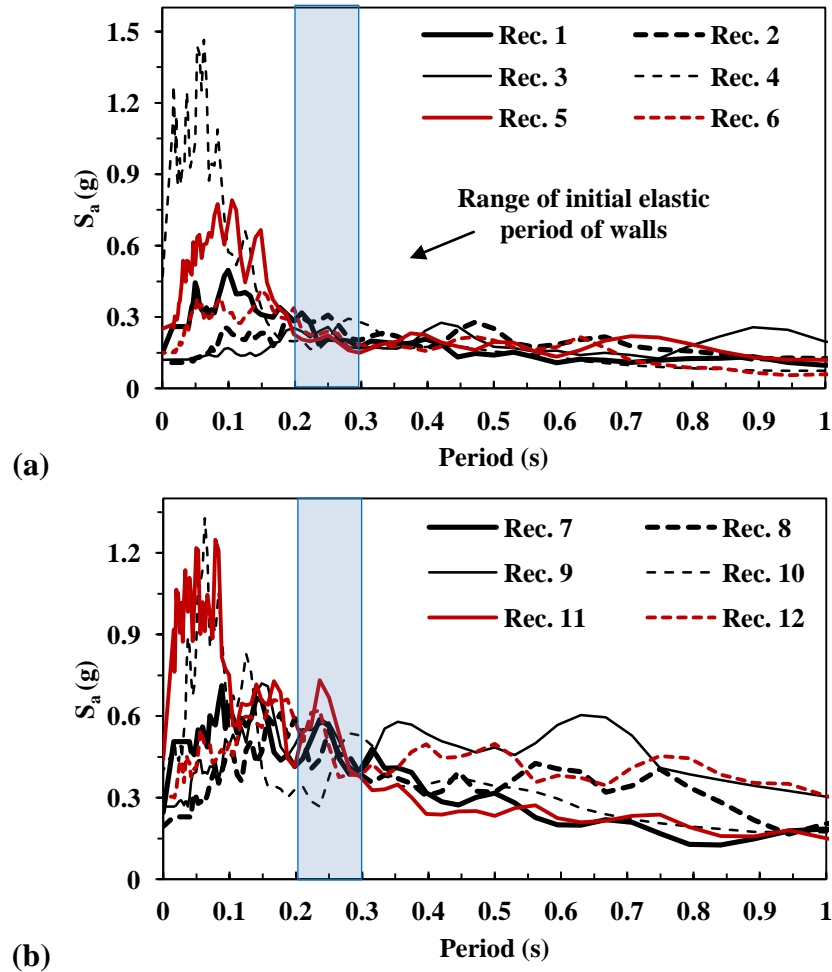 1.5
1.2
0.9
0.6
0.3
0
Sa (g)
Rec. 1
Rec. 2
Rec. 3
Rec. 4
Rec. 5
Rec. 6
Range of initial elastic
period of walls
0 0.1 0.2 0.3 0.4 0.5 0.6 0.7 0.8 0.9 1
Period (s)
(a)
1.2
0.9
0.6
0.3
0
Sa (g)
Rec. 7
Rec. 8
Rec. 9
Rec. 10
Rec. 11
Rec. 12
0 0.1 0.2 0.3 0.4 0.5 0.6 0.7 0.8 0.9 1
Period (s)
(b)